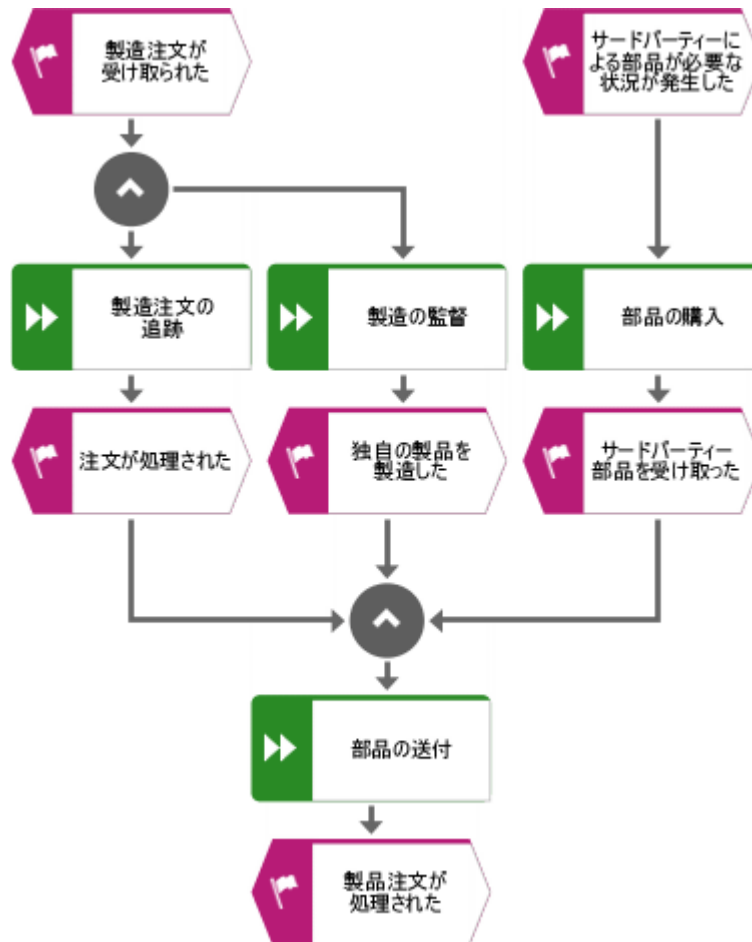 製造注文が
受け取られた
サードパーティーに
よる部品が必要な
状況が発生した
製造注文の
追跡
製造の監督
部品の購入
注文が処理された
独自の製品を
製造した
サードパーティー
部品を受け取った
部品の送付
製品注文が
処理された